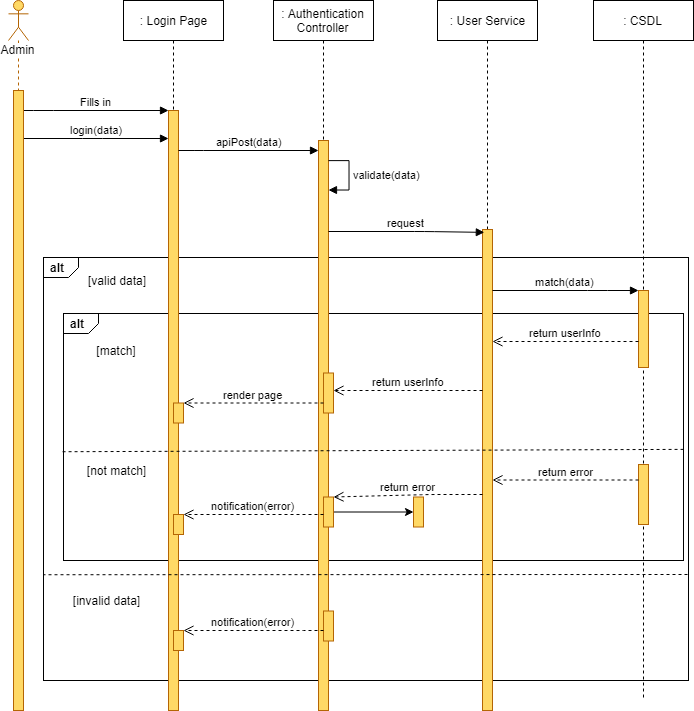 : Login Page
: Authentication
Controller
: User Service
: CSDL
Admin
Fills in
login(data)
apiPost(data)
validate(data)
request
alt
[valid data]
match(data)
alt
[match]
return userInfo
return userInfo
render page
[not match]
return error
return error
notification(error)
[invalid data]
notification(error)